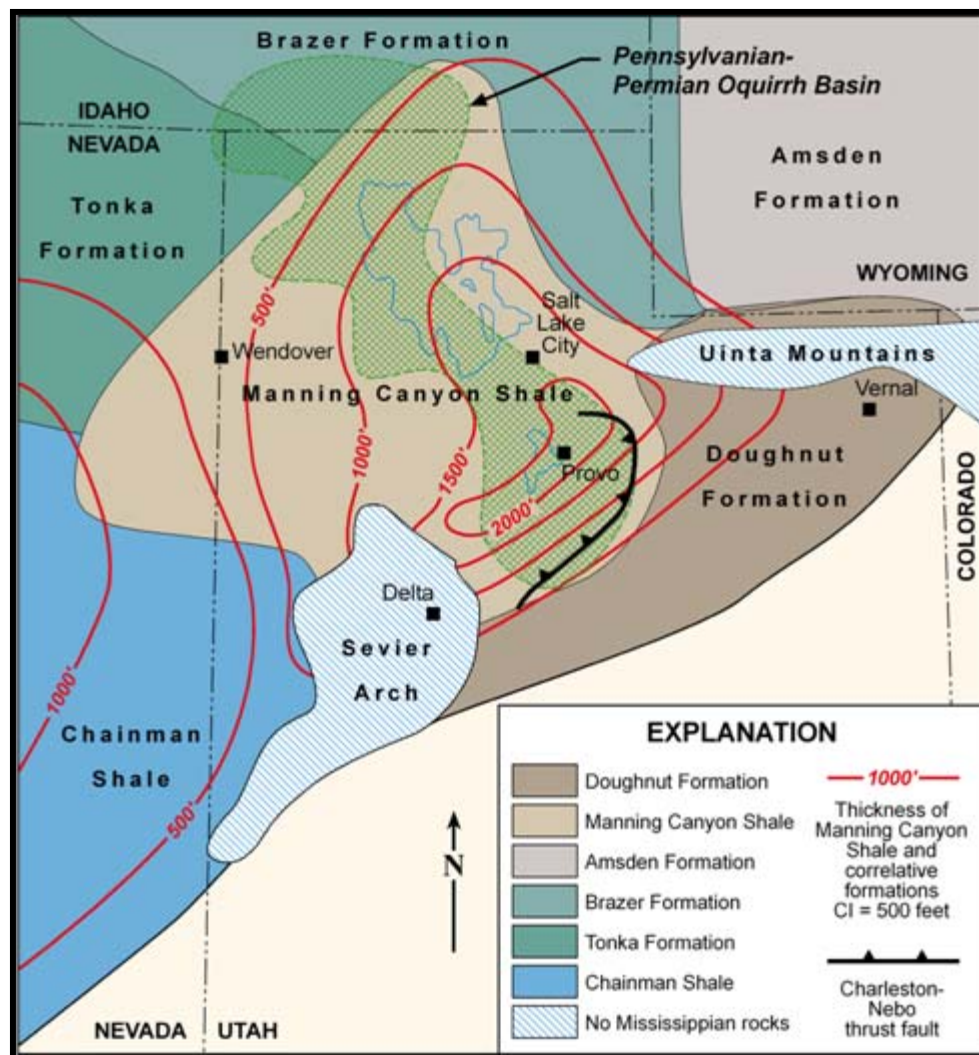 Brazer Formation
Pennsylvanian-
Permian Oquirrh Basin
IDAHO
NEVADA
Amsden
Formation
Tonka
Formation
WYOMING
500'
Salt
Lake
City
Wendover
Uinta Mountains
Manning Canyon Shale
Vernal
1000'
1500'
Provo
Doughnut
Formation
2000'
COLORADO
Delta
Sevier
Arch
1000'
Chainman
Shale
500'
N
NEVADA
UTAH
EXPLANATION
Doughnut Formation
Manning Canyon Shale
Amsden Formation
Brazer Formation
Tonka Formation
Chainman Shale
No Mississippian rocks
1000'
Thickness of
Manning Canyon
Shale and
correlative
formations
CI = 500 feet
Charleston-
Nebo
thrust fault